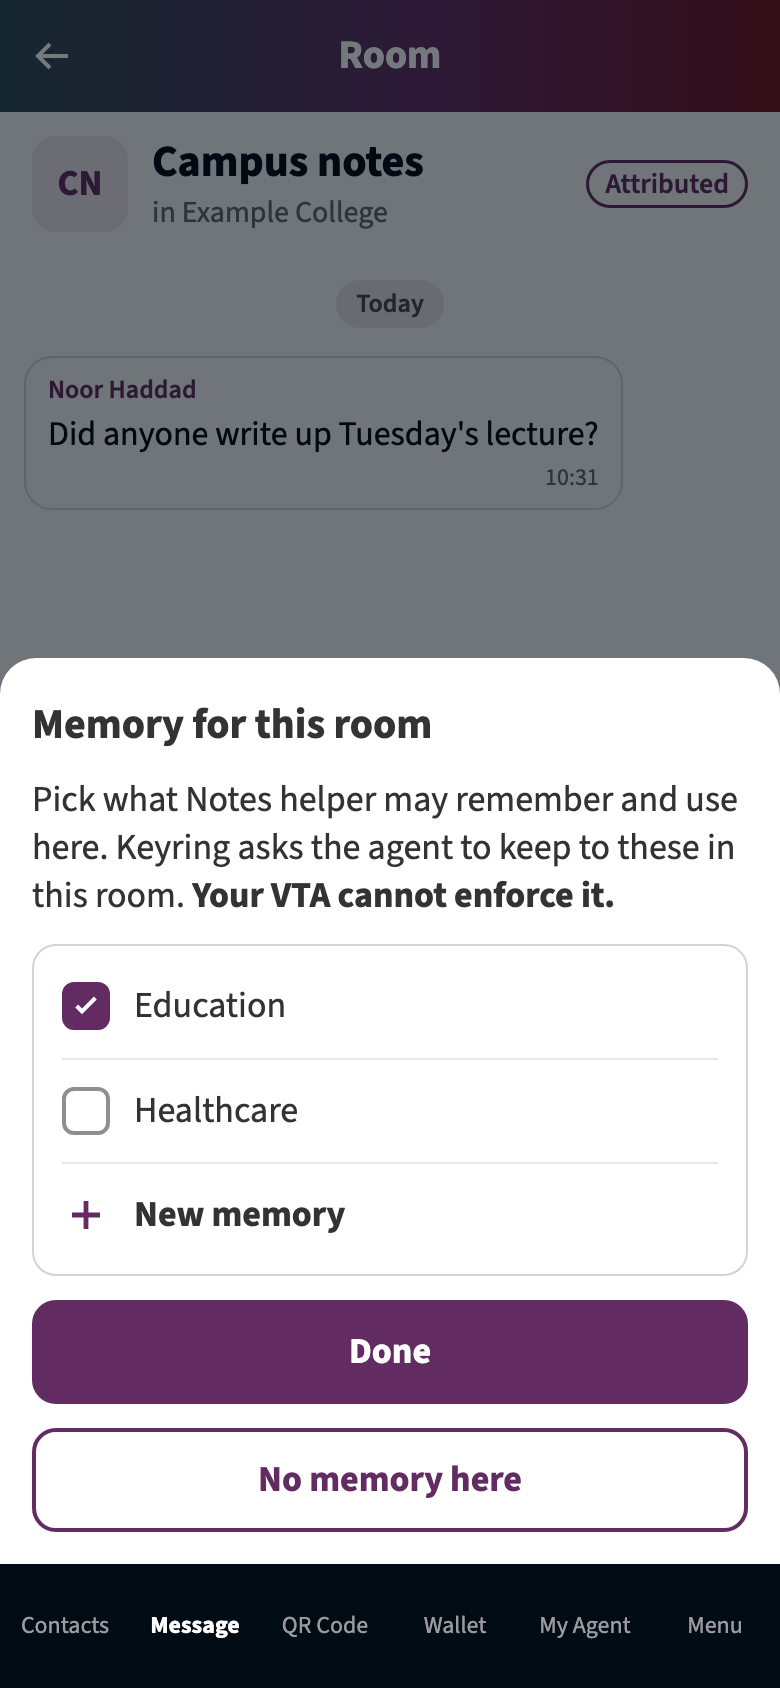 Room
CN
Campus notes
in Example College
Attributed
Today
Noor Haddad
Did anyone write up Tuesday's lecture?
10:31
Memory for this room
Pick what Notes helper may remember and use
here. Keyring asks the agent to keep to these in
this room. Your VTA cannot enforce it.
Education
Healthcare
New memory
Done
No memory here
Contacts
Message
QR Code
Wallet
My Agent
Menu